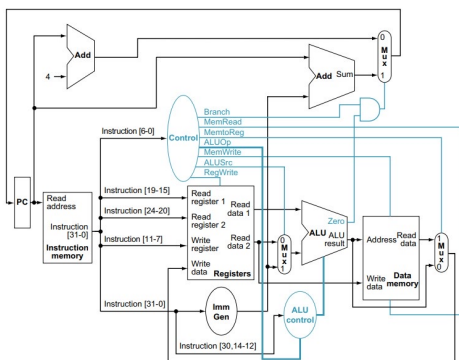 0
M
u
x
1
Add
4
Add
Sum
Branch
MemRead
MemtoReg
ALUOp
MemWrite
ALUSrc
RegWrite
Control
Instruction [6-0]
PC
Read
address
Instruction
[31-0]
Instruction
memory
Instruction [19-15]
Instruction [24-20]
Instruction [11-7]
Instruction [31-0]
Instruction [30,14-12]
Read
register 1
Read
register 2
Write
register
Write
data
Read
data 1
Read
data 2
Registers
Imm
Gen
0
M
u
x
1
ALU
Zero
ALU
result
ALU
control
Address
Write
data
Read
data
Data
memory
1
M
u
x
0